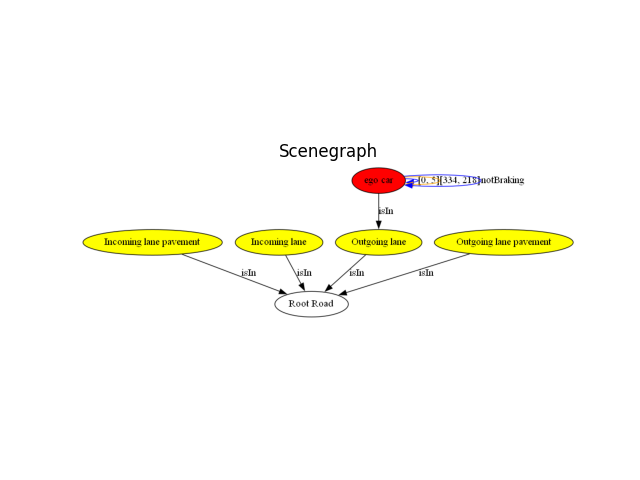 Scenegraph
ego car
[0, 5][334, 218]notBraking
isIn
Incoming lane pavement
Incoming lane
Outgoing lane
Outgoing lane pavement
isIn
isIn
isIn
isIn
Root Road